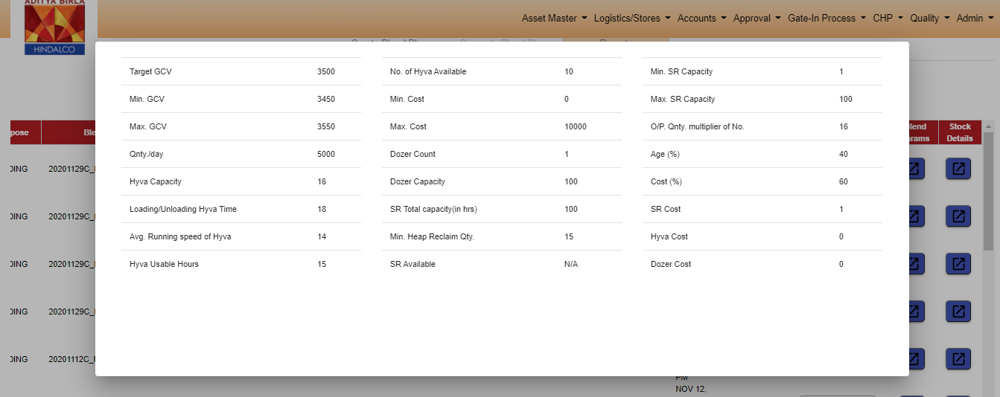 ADITYA BIRLA
HINDALCO
Asset Master Logistics/Stores Accounts Approval Gate-In Process CHP Quality Admin
Target GCV 3500 No. of Hyva Available 10 Min. SR Capacity 1
Min. GCV 3450 Min. Cost 0 Max. SR Capacity 100
Max. GCV 3550 Max. Cost 10000 O/P. Qnty. multiplier of No. 16
Qnty./day 5000 Dozer Count 1 Age (%) 40
Hyva Capacity 16 Dozer Capacity 100 Cost (%) 60
Loading/Unloading Hyva Time 18 SR Total capacity(in hrs) 100 SR Cost 1
Avg. Running speed of Hyva 14 Min. Heap Reclaim Qty. 15 Hyva Cost 0
Hyva Usable Hours 15 SR Available N/A Dozer Cost 0
pose Ble lend Stock
rams Details
DING 20201129C_
DING 20201129C_
DING 20201129C_
DING 20201129C_
DING 20201112C_
PM
NOV 12,